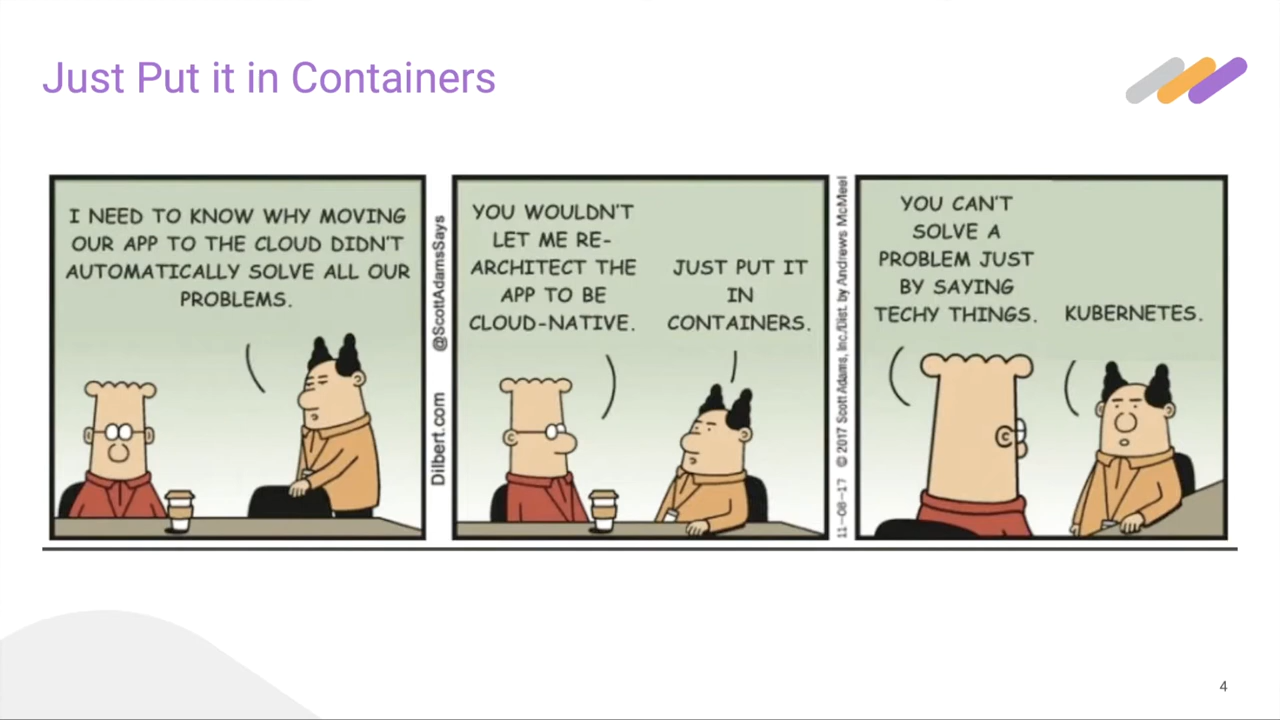 Just Put it in Containers
I NEED TO KNOW WHY MOVING
OUR APP TO THE CLOUD DIDN'T
AUTOMATICALLY SOLVE ALL OUR
PROBLEMS.
Dilbert.com @ScottAdamsSays
YOU WOULDN'T
LET ME RE-
ARCHITECT THE
APP TO BE
CLOUD-NATIVE.
JUST PUT IT
IN
CONTAINERS.
11-08-17 © 2017 Scott Adams, Inc./Dist. by Andrews McMeel
YOU CAN'T
SOLVE A
PROBLEM JUST
BY SAYING
TECHY THINGS.
KUBERNETES.
4